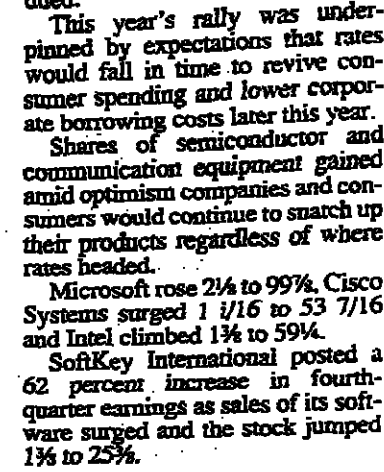 This year's rally was under-
pinned by expectations that rates
would fall in time to revive con-
sumer spending and lower corpor-
ate borrowing costs later this year.
Shares of semiconductor and
communication equipment gained
amid optimism companies and con-
sumers would continue to snatch up
their products regardless of where
rates headed.
Microsoft rose 2⅛ to 99⅞, Cisco
Systems surged 1 1/16 to 53 7/16
and Intel climbed 1⅜ to 59¼.
SoftKey International posted a
62 percent increase in fourth-
quarter earnings as sales of its soft-
ware surged and the stock jumped
1⅜ to 25⅜.